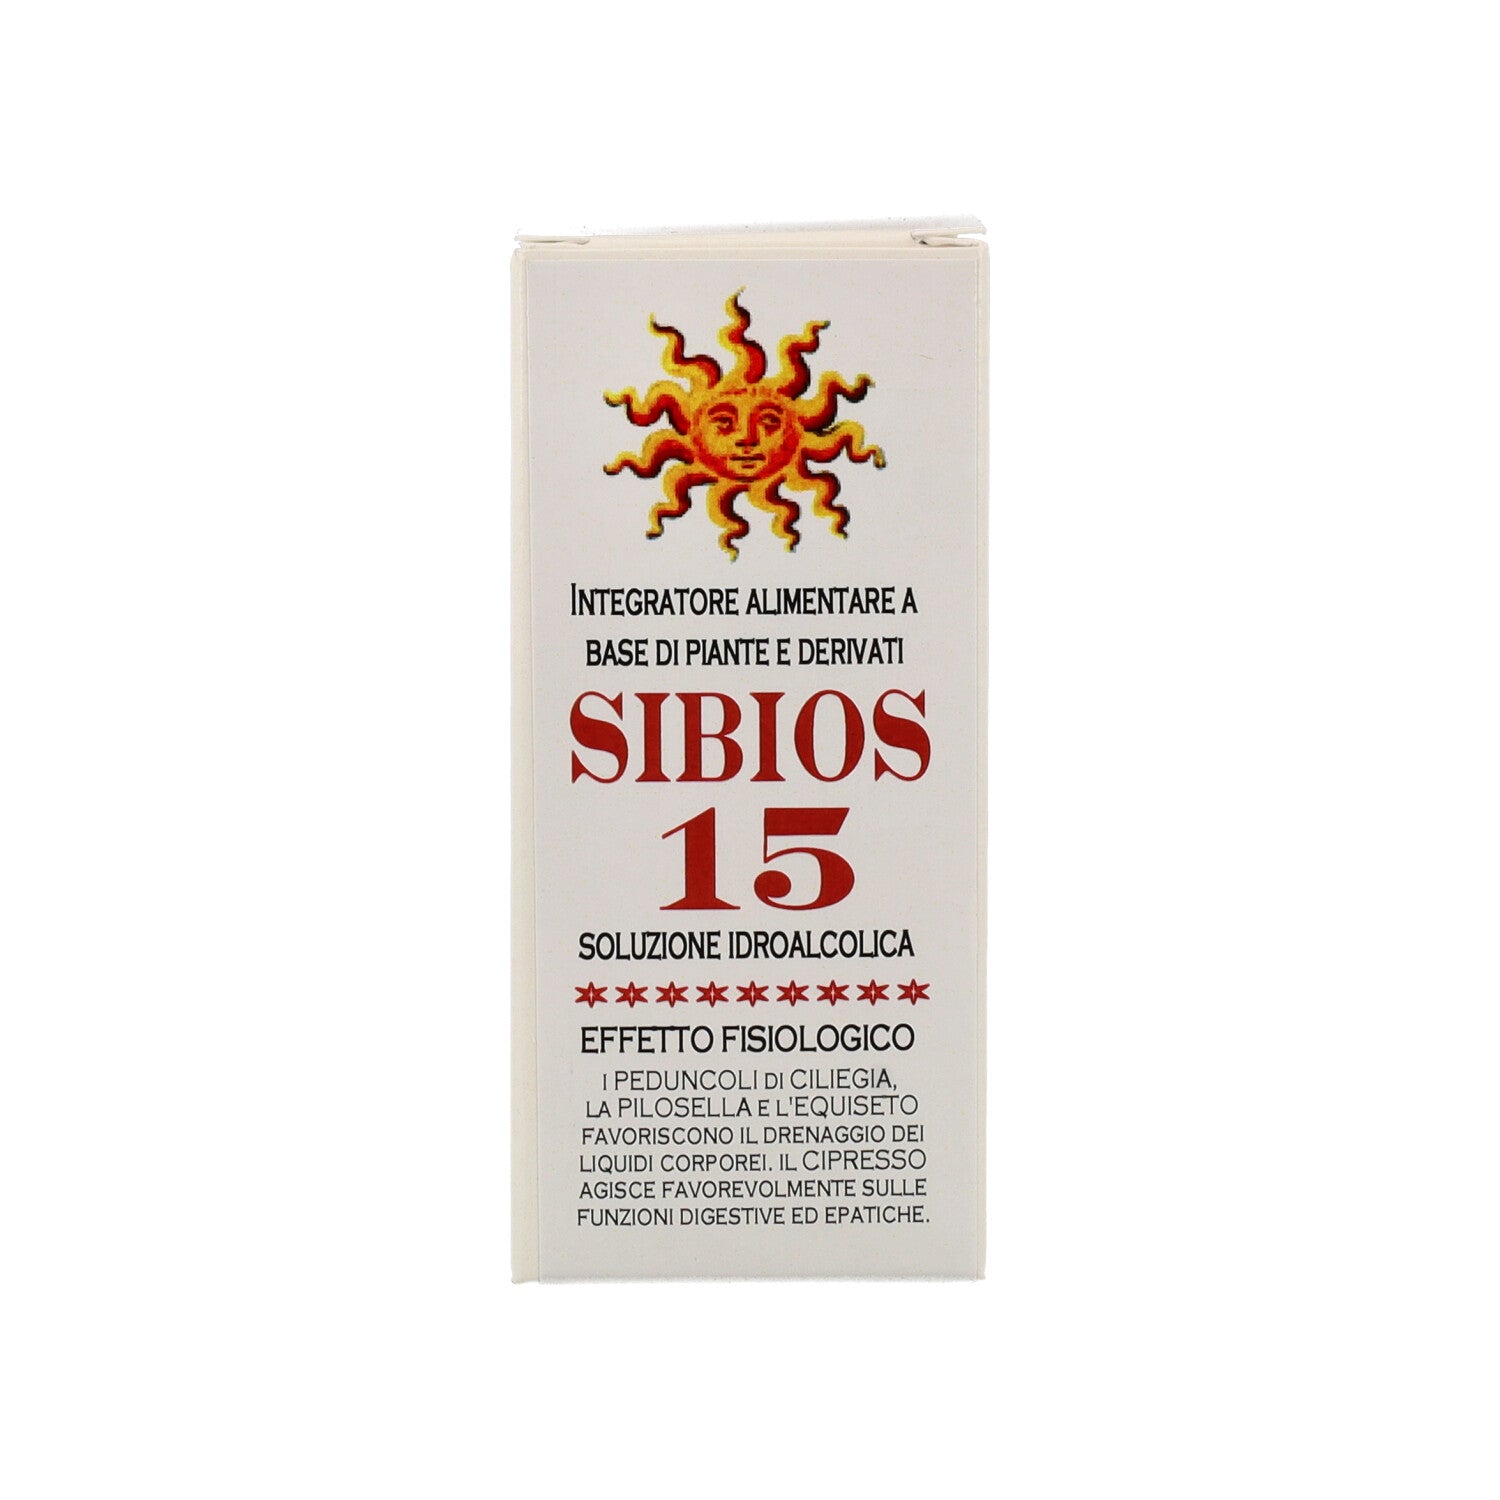 INTEGRATORE ALIMENTARE A
BASE DI PIANTE E DERIVATI
SIBIOS
15
SOLUZIONE IDROALCOLICA
EFFETTO FISIOLOGICO
I PEDUNCOLI DI CILIEGIA,
LA PILOSELLA E L'EQUISETO
FAVORISCONO IL DRENAGGIO DEI
LIQUIDI CORPOREI. IL CIPRESSO
AGISCE FAVOREVOLMENTE SULLE
FUNZIONI DIGESTIVE ED EPATICHE.